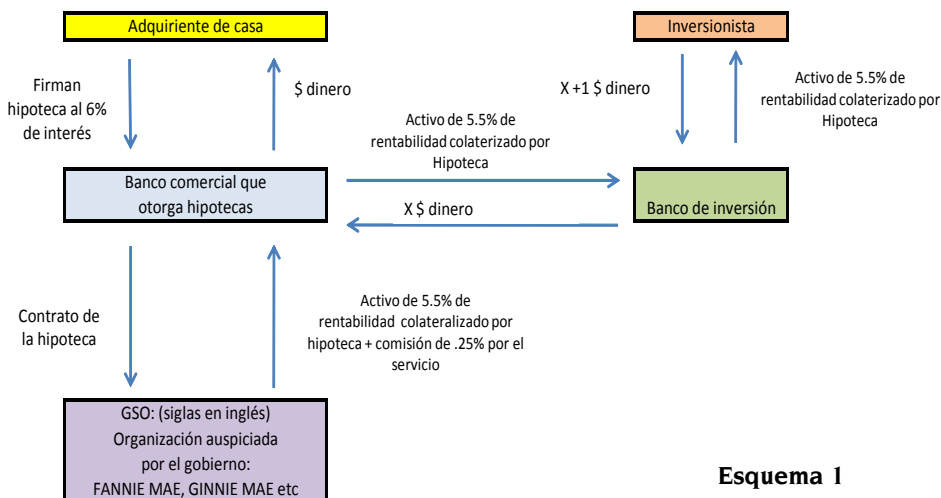 Adquiriente de casa
Inversionista
Firman
hipoteca al 6%
de interés
$ dinero
X +1 $ dinero
Activo de 5.5% de
rentabilidad colaterizado por
Hipoteca
Activo de 5.5% de
rentabilidad colaterizado por
Hipoteca
Banco comercial que
otorga hipotecas
X $ dinero
Banco de inversión
Contrato de
la hipoteca
Activo de 5.5% de
rentabilidad colateralizado por
hipoteca + comisión de .25% por el
servicio
GSO: (siglas en inglés)
Organización auspiciada
por el gobierno:
FANNIE MAE, GINNIE MAE etc
Esquema 1